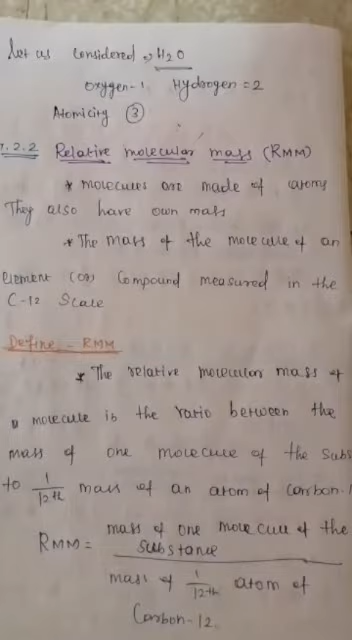 Let us considered, H2O
Oxygen-1 Hydrogen = 2
Atomicity ③
7.2.2 Relative molecular mass (RMM)
* molecules are made of atoms
They also have own mass
* The mass of the molecule of an
element (or) Compound measured in the
C-12 Scale
Define - RMM
* The relative molecular mass of
a molecule is the ratio between the
mass of one molecule of the subs
to 1/12th mass of an atom of carbon-1
RMM = mass of one molecule of the
substance
mass of 1/12th atom of
Carbon-12.